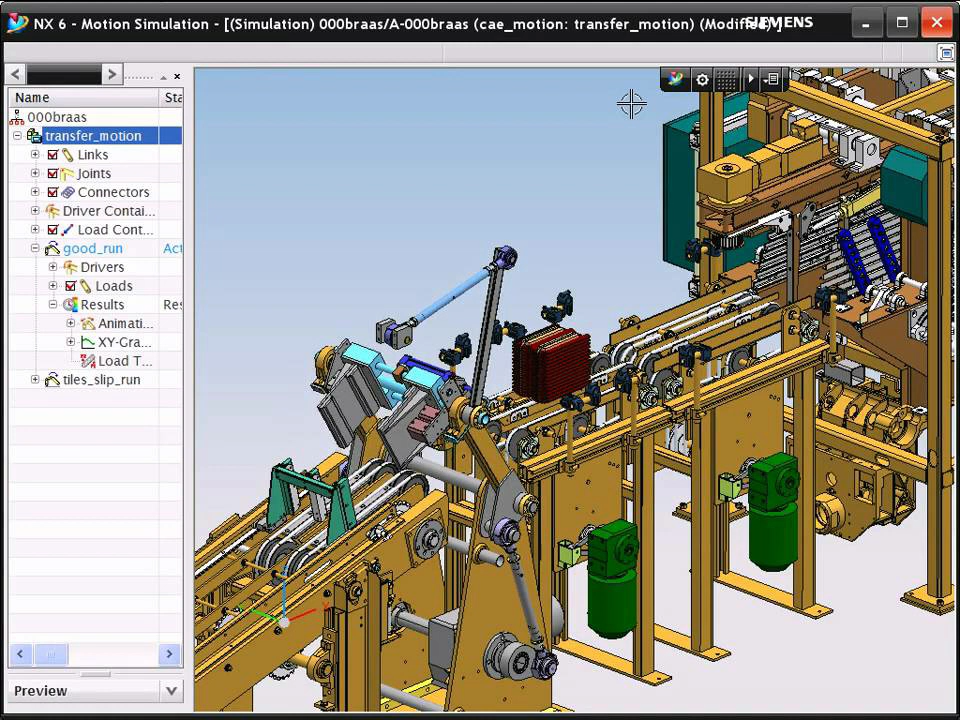 NX 6 - Motion Simulation - [(Simulation) 000braas/A-000braas (cae_motion: transfer_motion) (Modified) ]
SIEMENS
Name Sta
000braas
transfer_motion
Links
Joints
Connectors
Driver Contai...
Load Cont...
good_run Act
Drivers
Loads
Results Res
Animati...
XY-Gra...
Load T...
tiles_slip_run
Preview